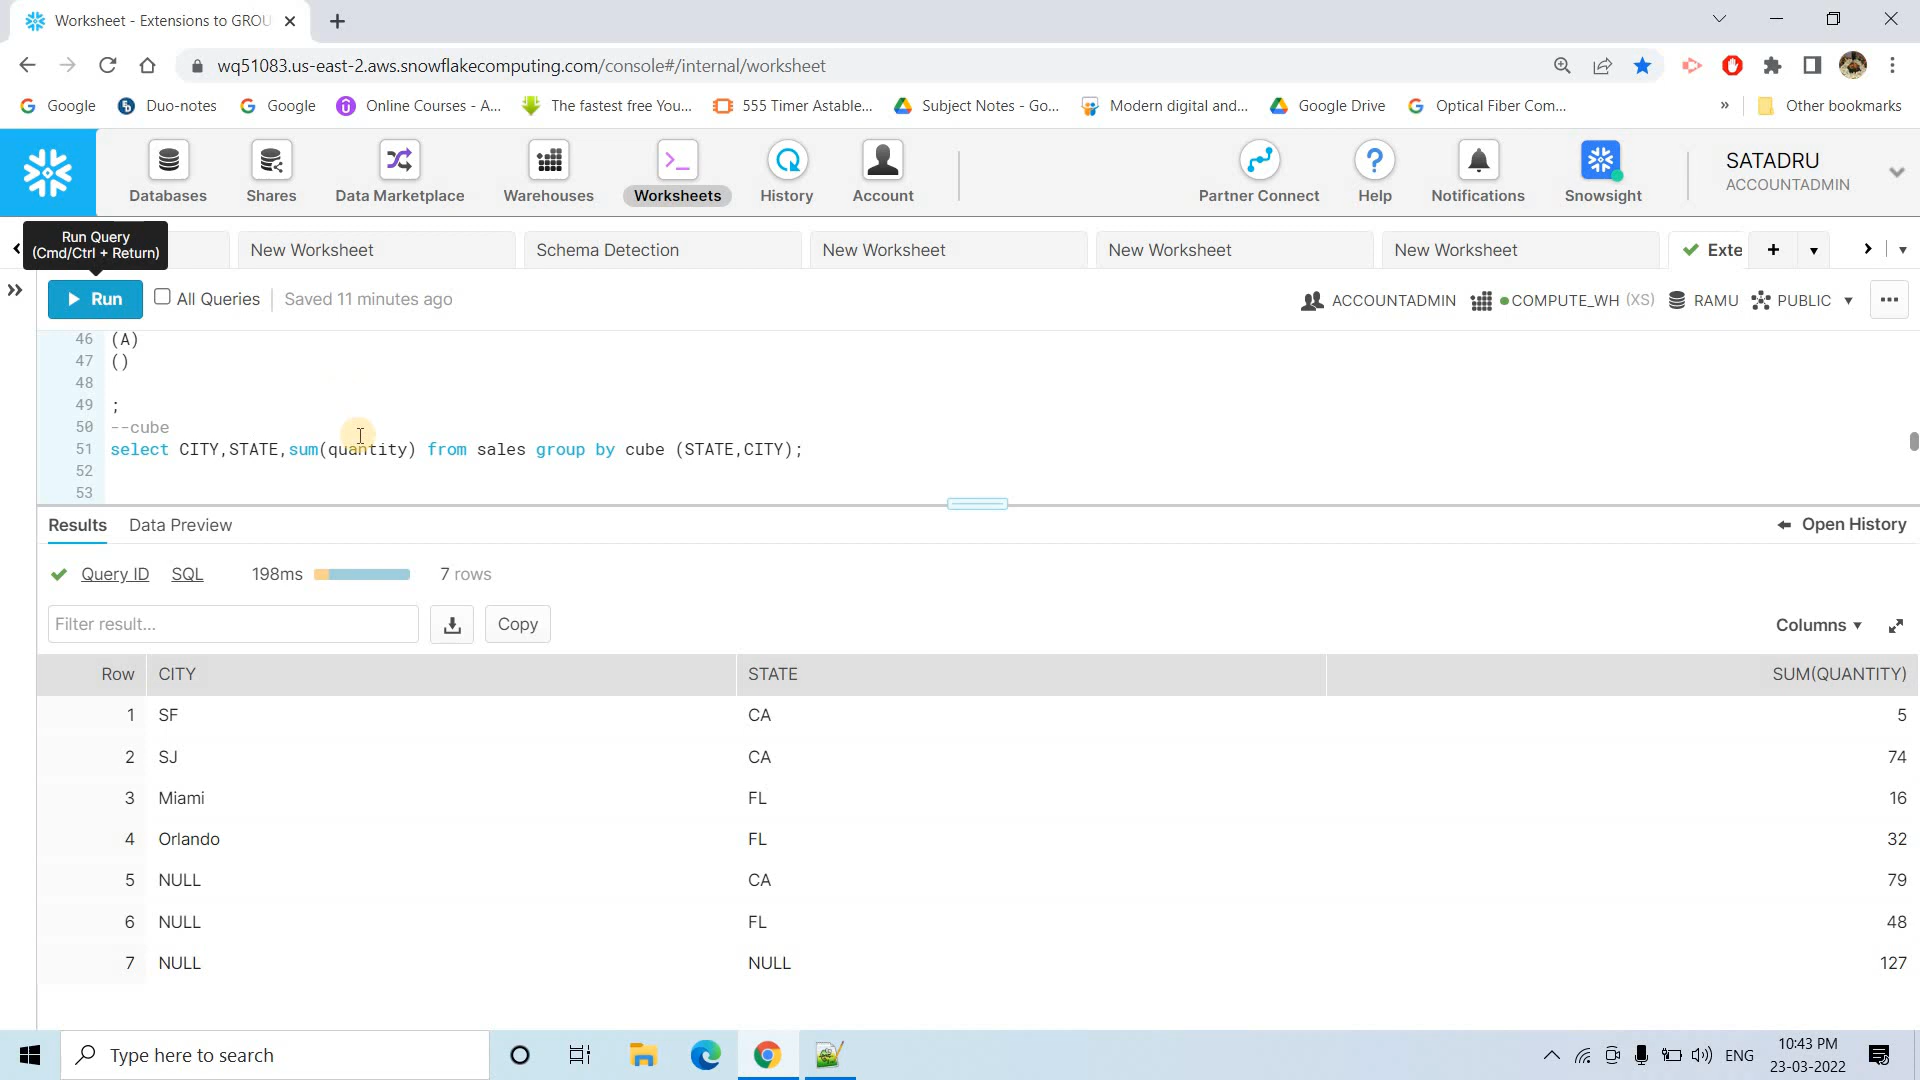 Worksheet - Extensions to GROU
wq51083.us-east-2.aws.snowflakecomputing.com/console#/internal/worksheet
Google
Duo-notes
Google
Online Courses - A...
The fastest free You...
555 Timer Astable...
Subject Notes - Go...
Modern digital and...
Google Drive
Optical Fiber Com...
»
Other bookmarks
Databases
Shares
Data Marketplace
Warehouses
Worksheets
History
Account
Partner Connect
Help
Notifications
Snowsight
SATADRU
ACCOUNTADMIN
Run Query
(Cmd/Ctrl + Return)
New Worksheet
Schema Detection
New Worksheet
New Worksheet
New Worksheet
Exte
Run
All Queries
Saved 11 minutes ago
ACCOUNTADMIN
COMPUTE_WH (XS)
RAMU
PUBLIC
46 (A)
47 ()
48
49 ;
50 --cube
51 select CITY,STATE,sum(quantity) from sales group by cube (STATE,CITY);
52
53
Results
Data Preview
Open History
Query ID
SQL
198ms
7 rows
Filter result...
Copy
Columns
Row CITY STATE SUM(QUANTITY)
1 SF CA 5
2 SJ CA 74
3 Miami FL 16
4 Orlando FL 32
5 NULL CA 79
6 NULL FL 48
7 NULL NULL 127
Type here to search
ENG
10:43 PM
23-03-2022